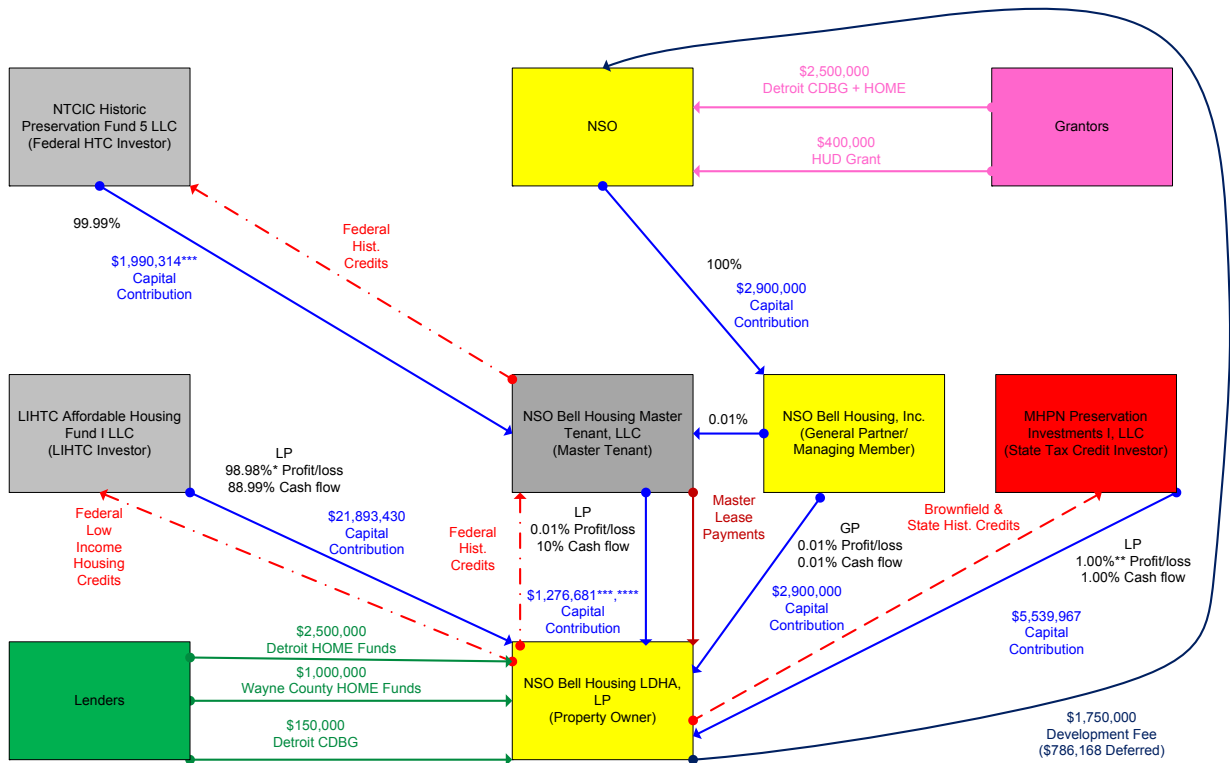 NTCIC Historic
Preservation Fund 5 LLC
(Federal HTC Investor)
NSO
$2,500,000
Detroit CDBG + HOME
$400,000
HUD Grant
Grantors
99.99%
$1,990,314***
Capital
Contribution
Federal
Hist.
Credits
100%
$2,900,000
Capital
Contribution
LIHTC Affordable Housing
Fund I LLC
(LIHTC Investor)
NSO Bell Housing Master
Tenant, LLC
(Master Tenant)
0.01%
NSO Bell Housing, Inc.
(General Partner/
Managing Member)
MHPN Preservation
Investments I, LLC
(State Tax Credit Investor)
LP
98.98%* Profit/loss
88.99% Cash flow
Federal
Low
Income
Housing
Credits
$21,893,430
Capital
Contribution
Federal
Hist.
Credits
LP
0.01% Profit/loss
10% Cash flow
$1,276,681***,****
Capital
Contribution
Master
Lease
Payments
GP
0.01% Profit/loss
0.01% Cash flow
$2,900,000
Capital
Contribution
Brownfield &
State Hist. Credits
LP
1.00%** Profit/loss
1.00% Cash flow
$5,539,967
Capital
Contribution
Lenders
$2,500,000
Detroit HOME Funds
$1,000,000
Wayne County HOME Funds
$150,000
Detroit CDBG
NSO Bell Housing LDHA,
LP
(Property Owner)
$1,750,000
Development Fee
($786,168 Deferred)